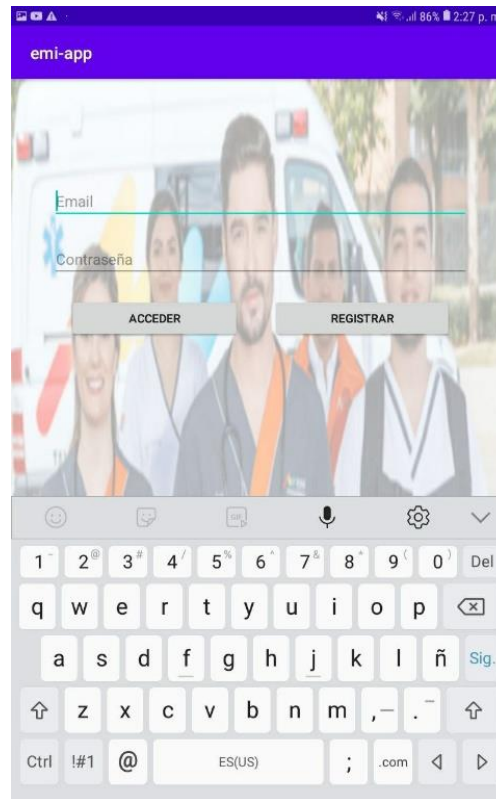 86% 2:27 p. m
emi-app
Email
Contraseña
ACCEDER REGISTRAR
GIF
1 - 2 @ 3 # 4 / 5 % 6 ^ 7 & 8 * 9 ( 0 ) Del
q w e r t y u i o p
a s d f g h j k l ñ Sig.
z x c v b n m , — . -
Ctrl !#1 @ ES(US) ; .com